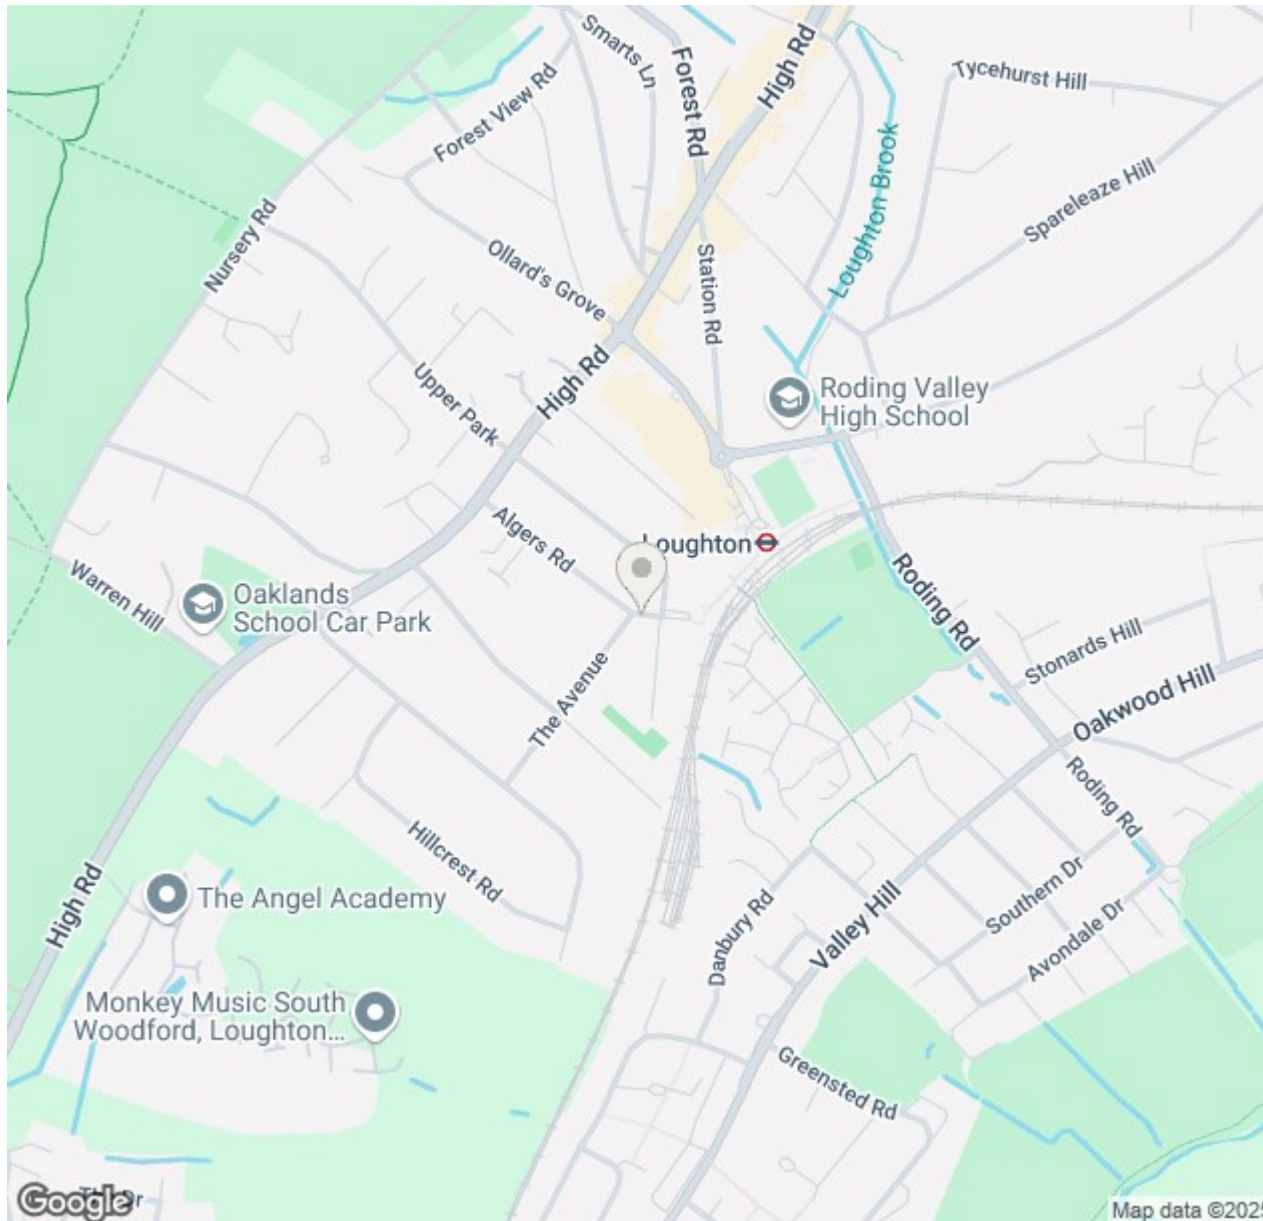 Smarts Ln
Forest Rd
High Rd
Tycehurst Hill
Forest View Rd
Loughton Brook
Spareleaze Hill
Nursery Rd
Ollard's Grove
Station Rd
High Rd
Upper Park
Roding Valley
High School
Algers Rd
Loughton
Warren Hill
Oaklands
School Car Park
Roding Rd
Stonards Hill
The Avenue
Oakwood Hill
Roding Rd
Hillcrest Rd
High Rd
The Angel Academy
Danbury Rd
Valley Hill
Southern Dr
Avondale Dr
Monkey Music South
Woodford, Loughton...
Greensted Rd
The Dr
Google
Map data ©2025